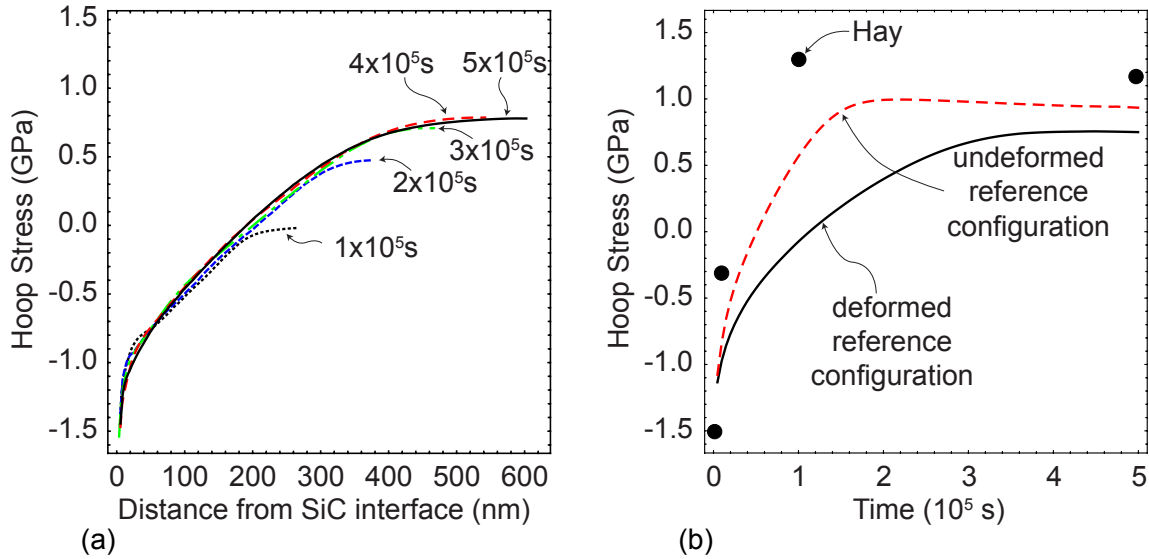 1.5
1.0
0.5
0.0
-0.5
-1.0
-1.5
Hoop Stress (GPa)
4x10⁵s
5x10⁵s
3x10⁵s
2x10⁵s
1x10⁵s
0 100 200 300 400 500 600
Distance from SiC interface (nm)
(a)
1.5
1.0
0.5
0.0
-0.5
-1.0
-1.5
Hoop Stress (GPa)
Hay
undeformed
reference
configuration
deformed
reference
configuration
0 1 2 3 4 5
Time (10⁵ s)
(b)